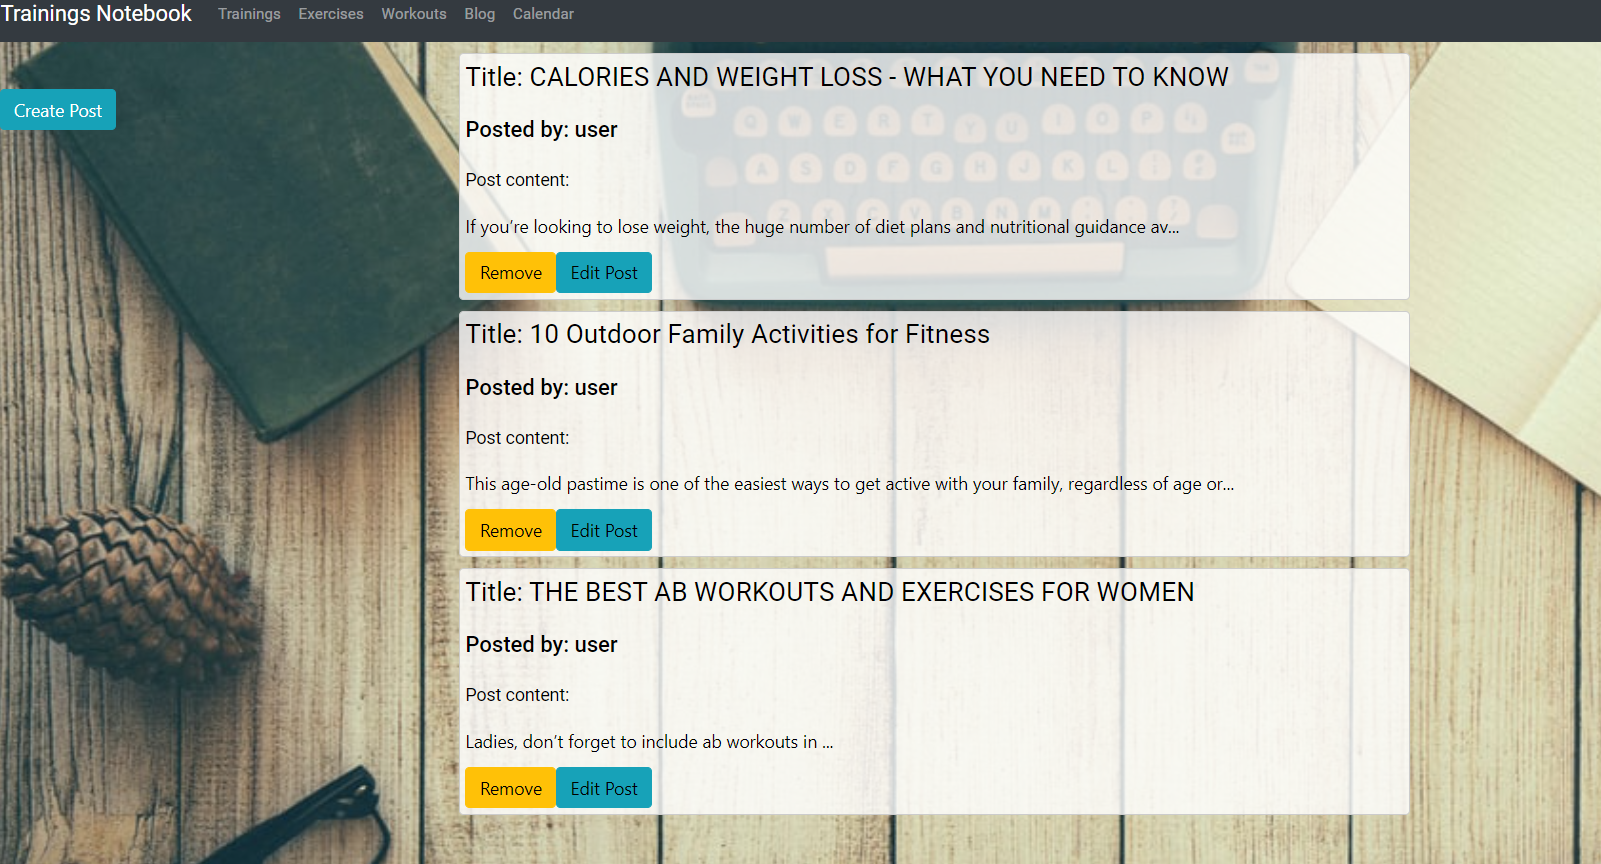 Trainings Notebook Trainings Exercises Workouts Blog Calendar
Create Post
Title: CALORIES AND WEIGHT LOSS - WHAT YOU NEED TO KNOW
Posted by: user
Post content:
If you’re looking to lose weight, the huge number of diet plans and nutritional guidance av...
Remove Edit Post
Title: 10 Outdoor Family Activities for Fitness
Posted by: user
Post content:
This age-old pastime is one of the easiest ways to get active with your family, regardless of age or...
Remove Edit Post
Title: THE BEST AB WORKOUTS AND EXERCISES FOR WOMEN
Posted by: user
Post content:
Ladies, don’t forget to include ab workouts in ...
Remove Edit Post
Q W E R T Y U I O P
A S D F G H J K L
Z X C V B N M